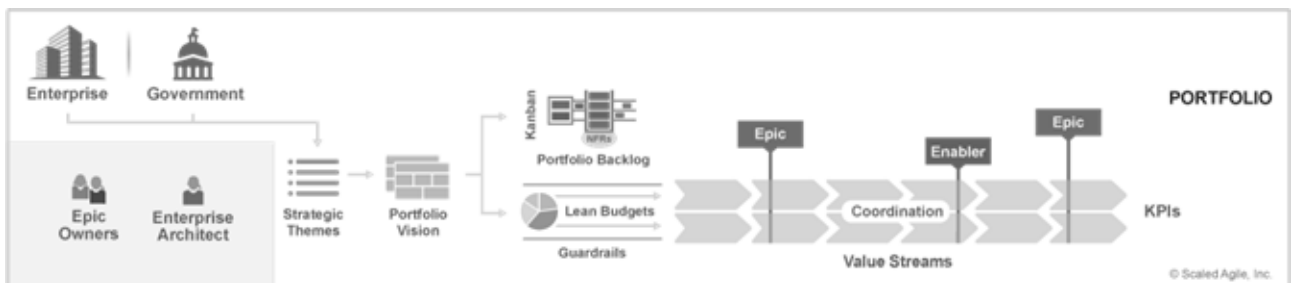 Enterprise
Government
PORTFOLIO
Epic
Owners
Enterprise
Architect
Strategic
Themes
Portfolio
Vision
Kanban
NFRs
Portfolio Backlog
Lean Budgets
Guardrails
Epic
Enabler
Epic
Coordination
Value Streams
KPIs
© Scaled Agile, Inc.